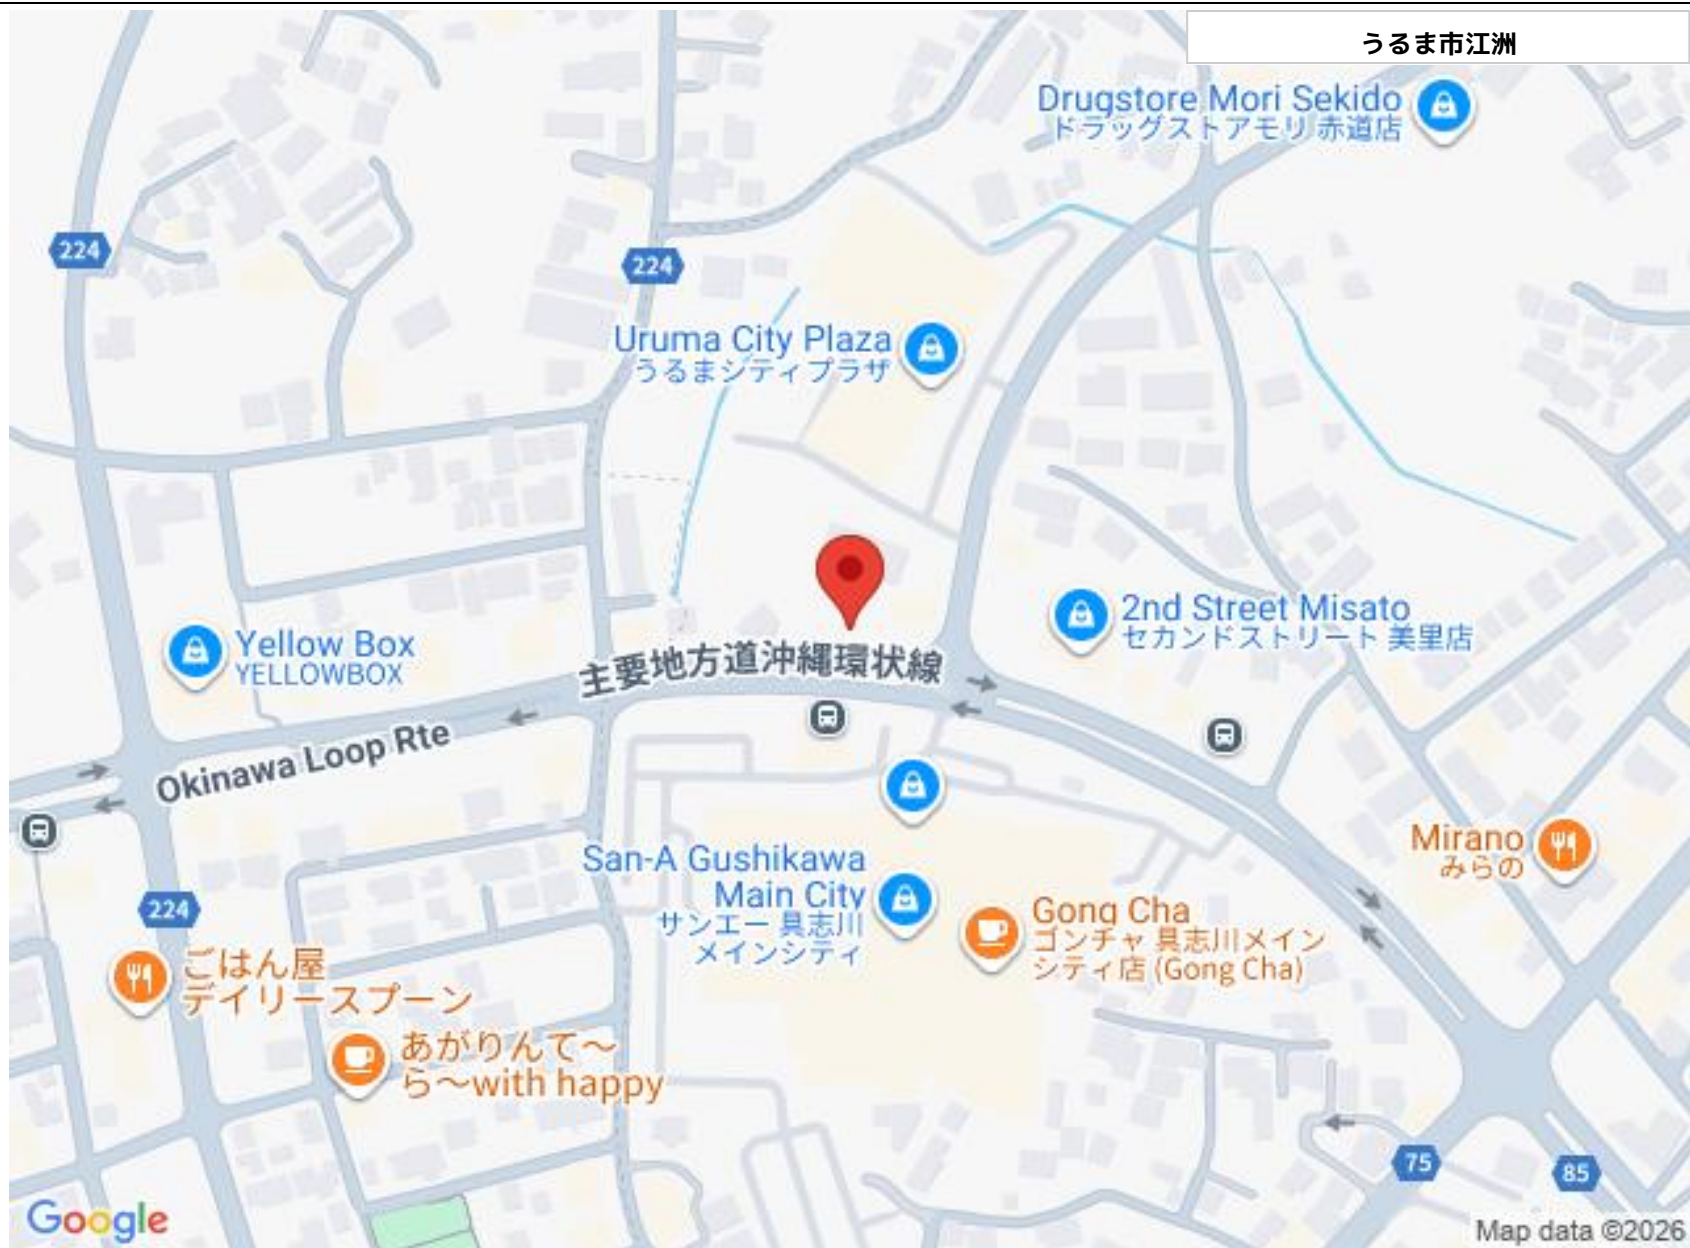 うるま市江洲
Drugstore Mori Sekido
ドラッグストアモリ 赤道店
224
224
Uruma City Plaza
うるまシティプラザ
2nd Street Misato
セカンドストリート 美里店
Yellow Box
YELLOWBOX
主要地方道沖縄環状線
Okinawa Loop Rte
San-A Gushikawa
Main City
サンエー 具志川
メインシティ
Mirano
みらの
Gong Cha
ゴンチャ 具志川メイン
シティ店 (Gong Cha)
224
ごはん屋
デイリースプーン
あがりんて〜
ら〜with happy
75
85
Google
Map data ©2026